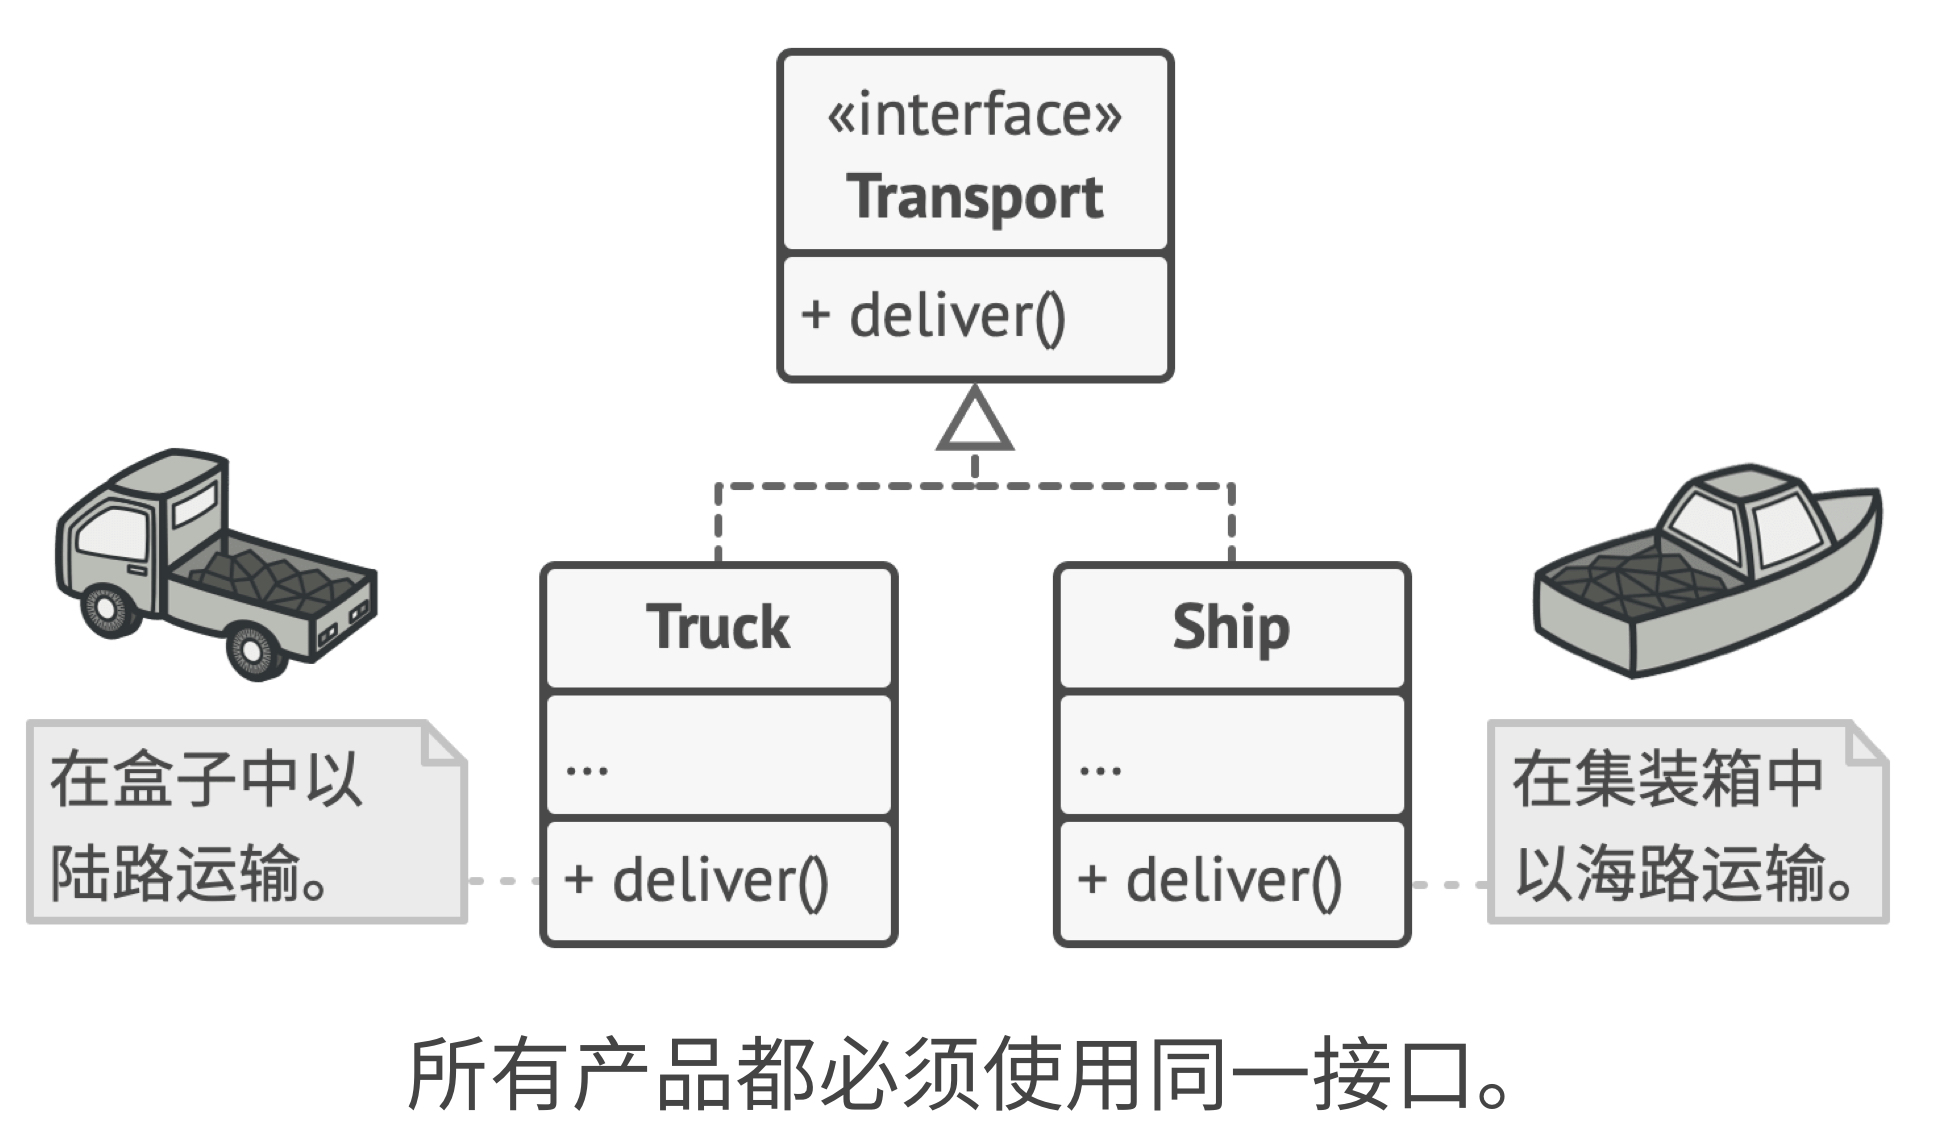 «interface»
Transport
+ deliver()
Truck
...
+ deliver()
Ship
...
+ deliver()
在盒子中以
陆路运输。
在集装箱中
以海路运输。
所有产品都必须使用同一接口。